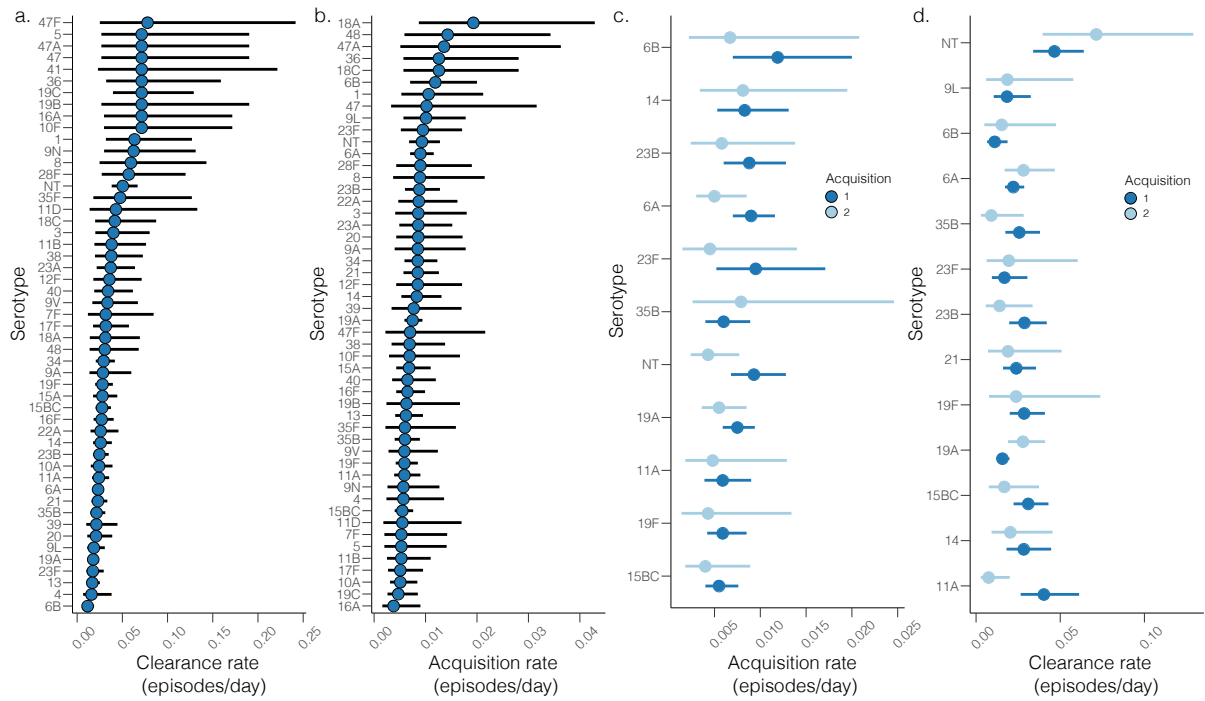 a.
47F
5
47A
47
41
36
19C
19B
16A
10F
1
9N
8
28F
NT
35F
11D
18C
3
11B
38
23A
12F
40
9V
7F
17F
18A
48
34
9A
19F
15A
15BC
16F
22A
14
23B
10A
11A
6A
21
35B
39
20
9L
19A
23F
13
4
6B
Serotype
0.00
0.05
0.10
0.15
0.20
0.25
Clearance rate
(episodes/day)
b.
18A
48
47A
36
18C
6B
1
47
9L
23F
NT
6A
28F
8
23B
22A
3
23A
20
9A
34
21
12F
14
39
19A
47F
38
10F
15A
40
16F
19B
13
35F
35B
9V
19F
11A
9N
4
15BC
11D
7F
5
11B
17F
10A
19C
16A
Serotype
0.00
0.01
0.02
0.03
0.04
Acquisition rate
(episodes/day)
c.
6B
14
23B
6A
23F
35B
NT
19A
11A
19F
15BC
Serotype
Acquisition
1
2
0.005
0.010
0.015
0.020
0.025
Acquisition rate
(episodes/day)
d.
NT
9L
6B
6A
35B
23F
23B
21
19F
19A
15BC
14
11A
Serotype
Acquisition
1
2
0.00
0.05
0.10
Clearance rate
(episodes/day)